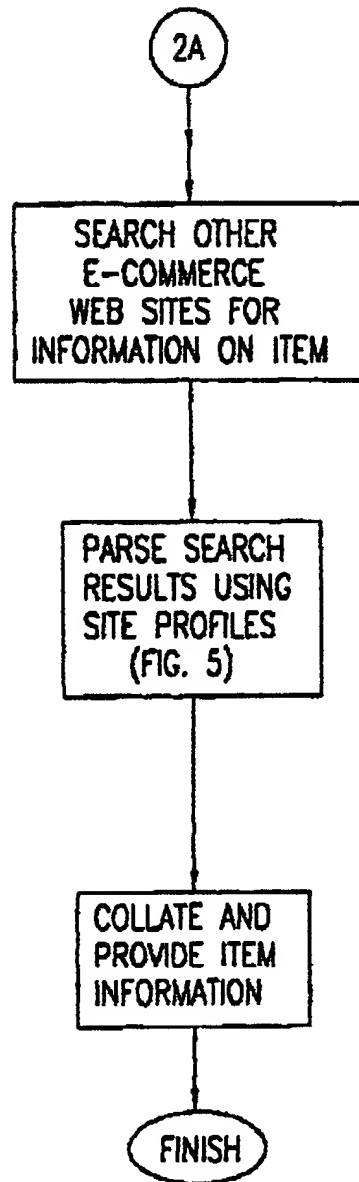 2A
SEARCH OTHER
E-COMMERCE
WEB SITES FOR
INFORMATION ON ITEM
PARSE SEARCH
RESULTS USING
SITE PROFILES
(FIG. 5)
COLLATE AND
PROVIDE ITEM
INFORMATION
FINISH